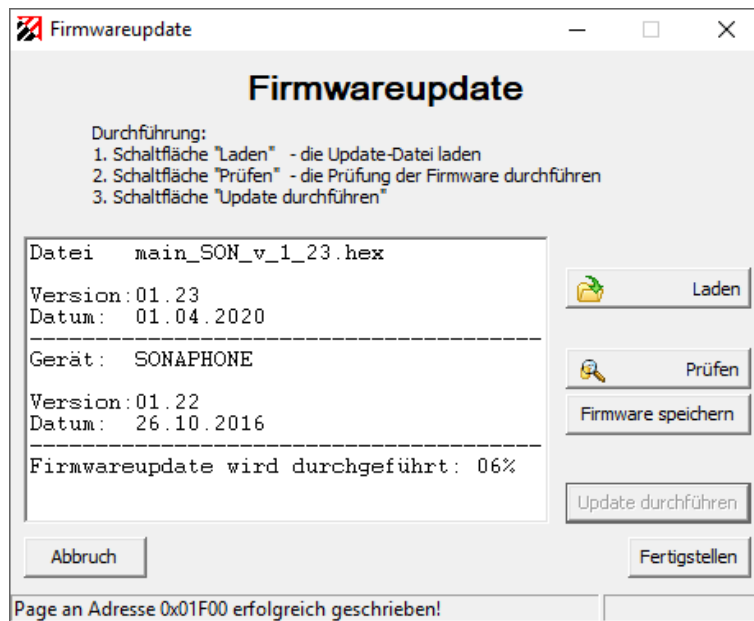 Firmwareupdate
Firmwareupdate
Durchführung:
1. Schaltfläche "Laden" - die Update-Datei laden
2. Schaltfläche "Prüfen" - die Prüfung der Firmware durchführen
3. Schaltfläche "Update durchführen"
Datei main_SON_v_1_23.hex
Version:01.23
Datum: 01.04.2020
------------------------------------------
Gerät: SONAPHONE
Version:01.22
Datum: 26.10.2016
------------------------------------------
Firmwareupdate wird durchgeführt: 06%
Laden
Prüfen
Firmware speichern
Update durchführen
Abbruch
Fertigstellen
Page an Adresse 0x01F00 erfolgreich geschrieben!